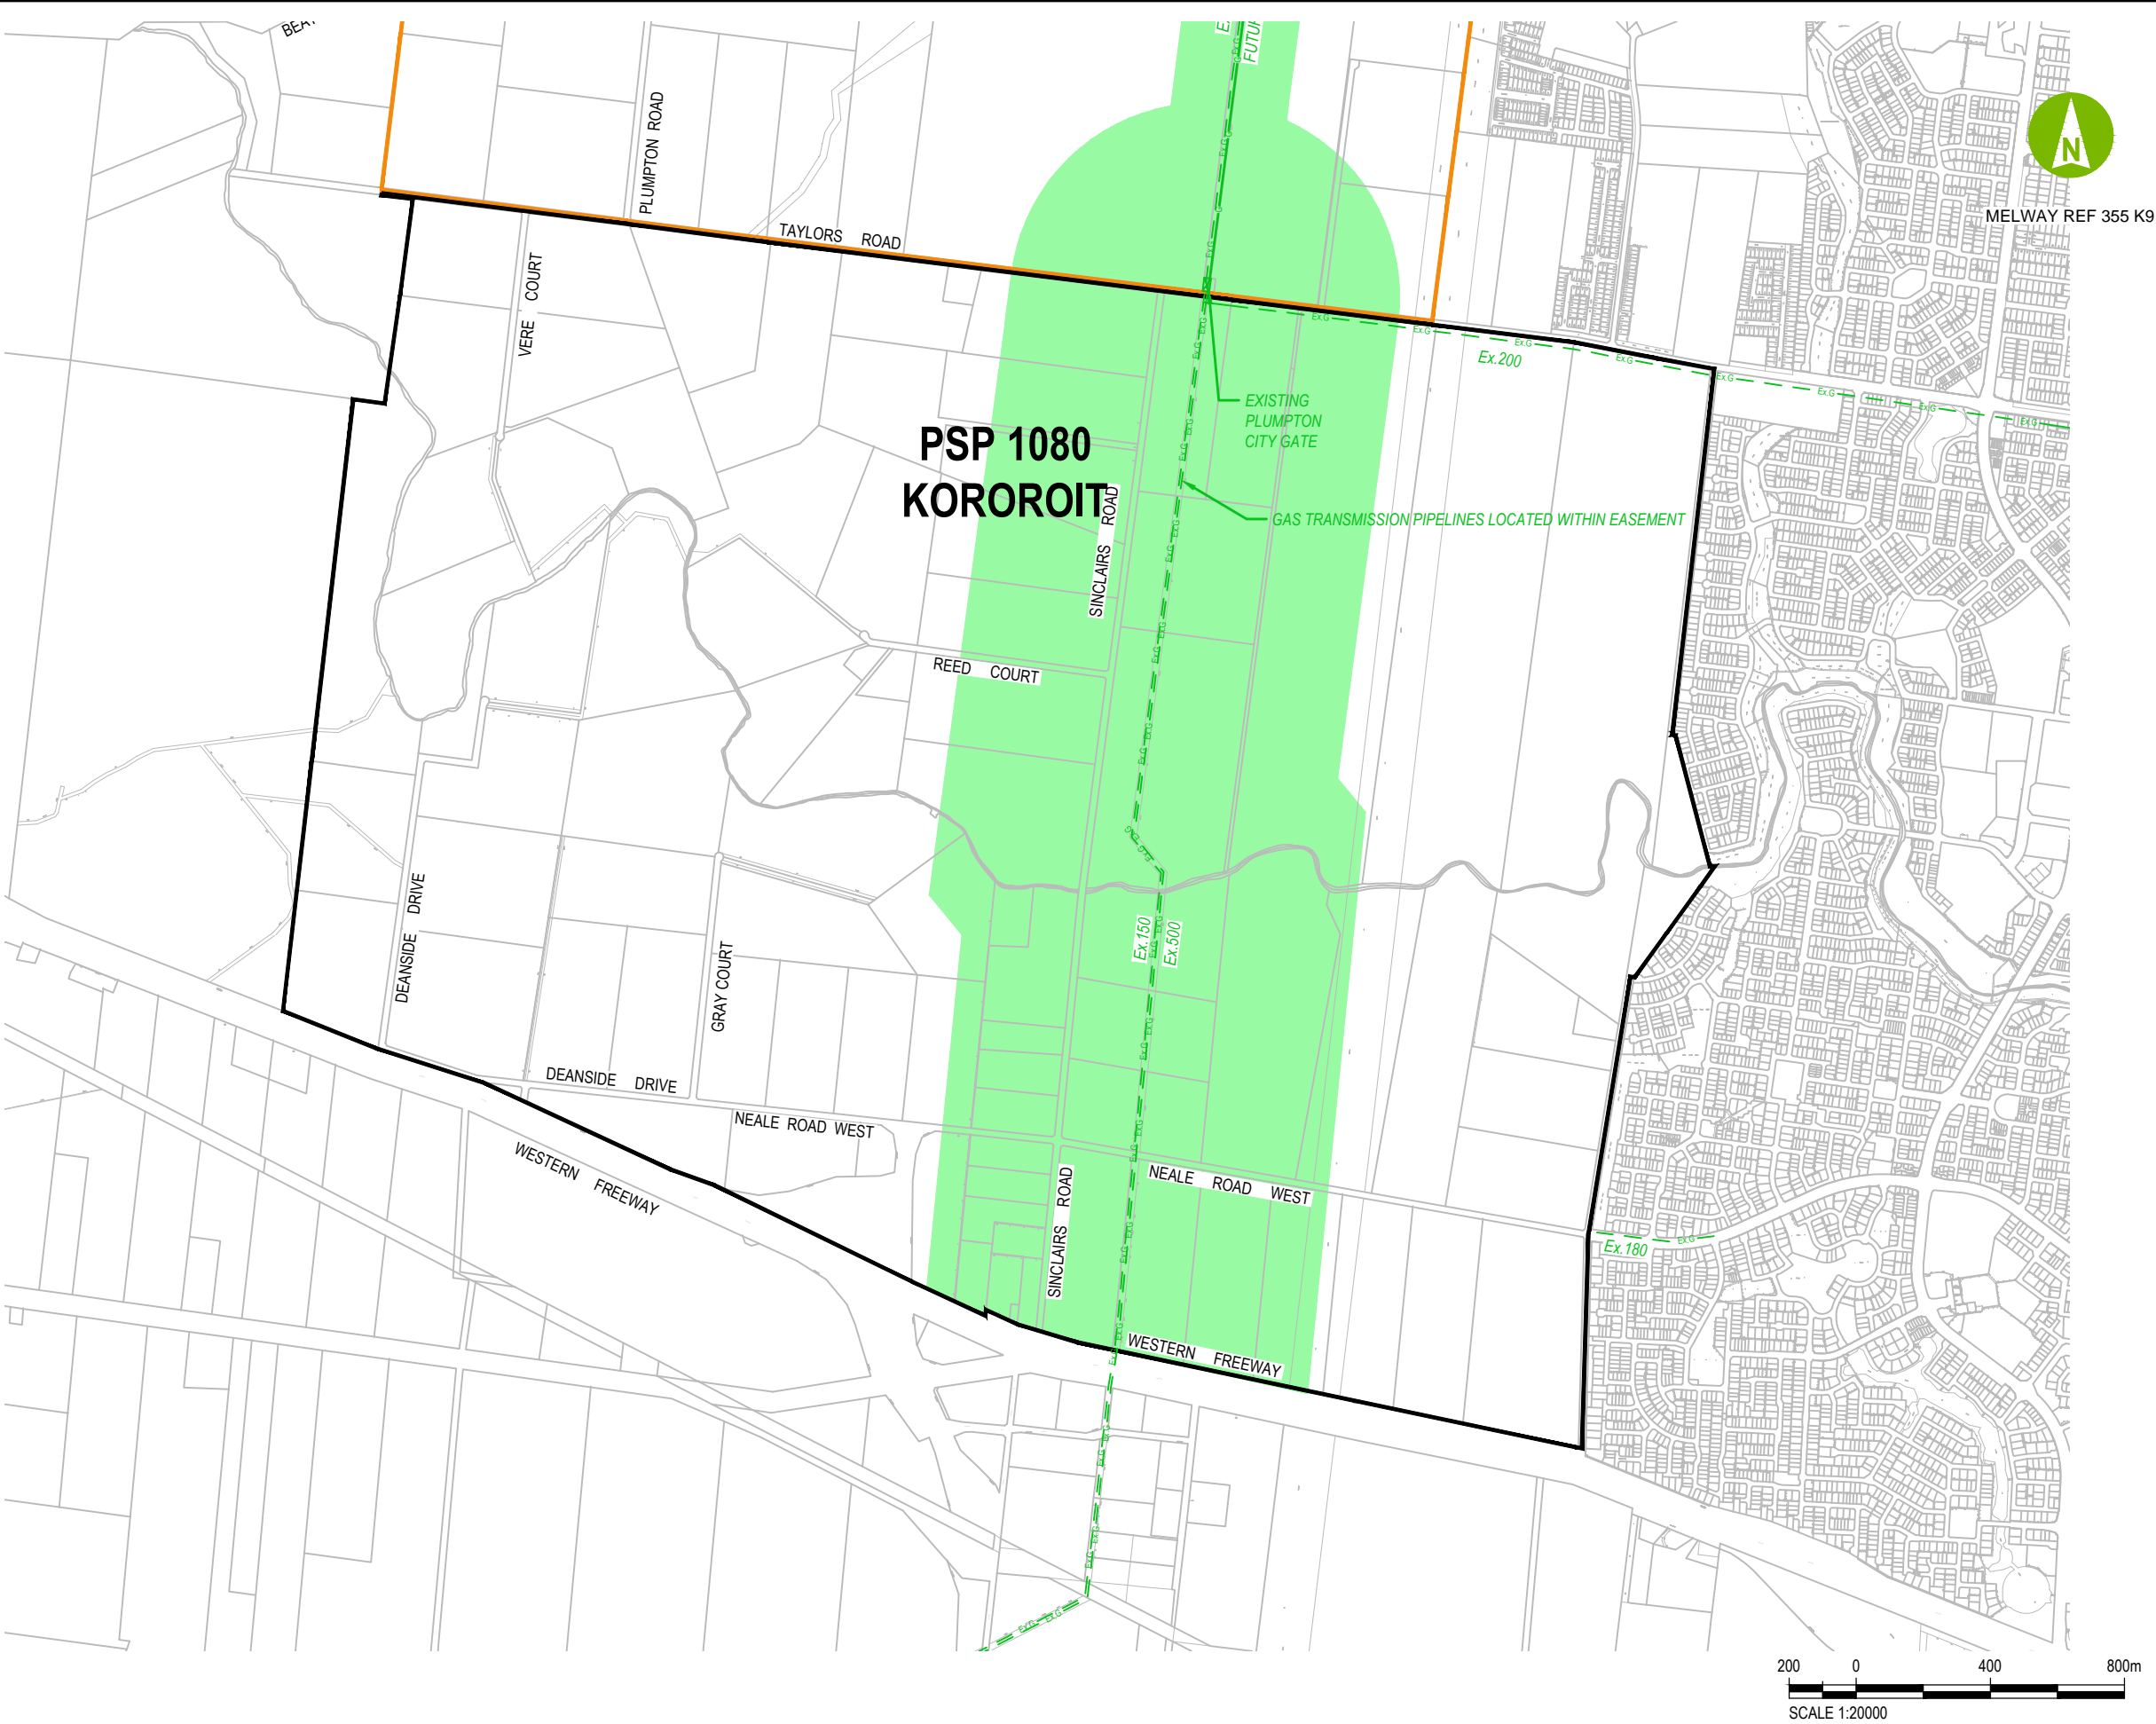 PLUMPTON ROAD
N
MELWAY REF 355 K9
TAYLORS ROAD
VERE COURT
Ex.200
EXISTING
PLUMPTON
CITY GATE
PSP 1080
KOROROIT
SINCLAIRS ROAD
GAS TRANSMISSION PIPELINES LOCATED WITHIN EASEMENT
REED COURT
DEANSIDE DRIVE
GRAY COURT
Ex.150
Ex.500
DEANSIDE DRIVE
NEALE ROAD WEST
WESTERN FREEWAY
SINCLAIRS ROAD
NEALE ROAD WEST
Ex.180
Ex.G
WESTERN FREEWAY
200 0 400 800m
SCALE 1:20000